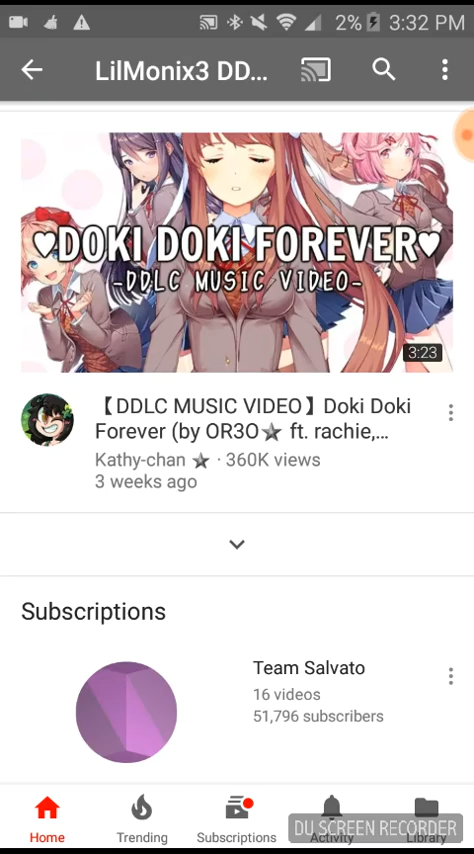 2% 3:32 PM
LilMonix3 DD...
♥DOKI DOKI FOREVER♥
-DDLC MUSIC VIDEO-
3:23
【DDLC MUSIC VIDEO】Doki Doki
Forever (by OR3O★ ft. rachie,...
Kathy-chan ★ · 360K views
3 weeks ago
Subscriptions
Team Salvato
16 videos
51,796 subscribers
Home
Trending
Subscriptions
Activity
Library
DU SCREEN RECORDER